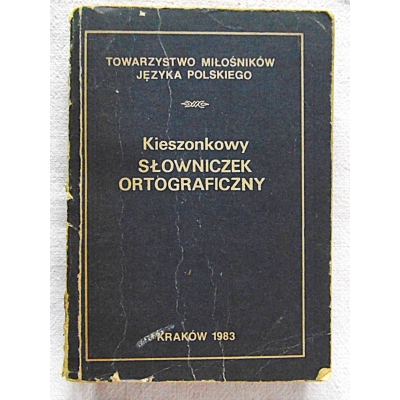 TOWARZYSTWO MIŁOŚNIKÓW
JĘZYKA POLSKIEGO
Kieszonkowy
SŁOWNICZEK
ORTOGRAFICZNY
KRAKÓW 1983